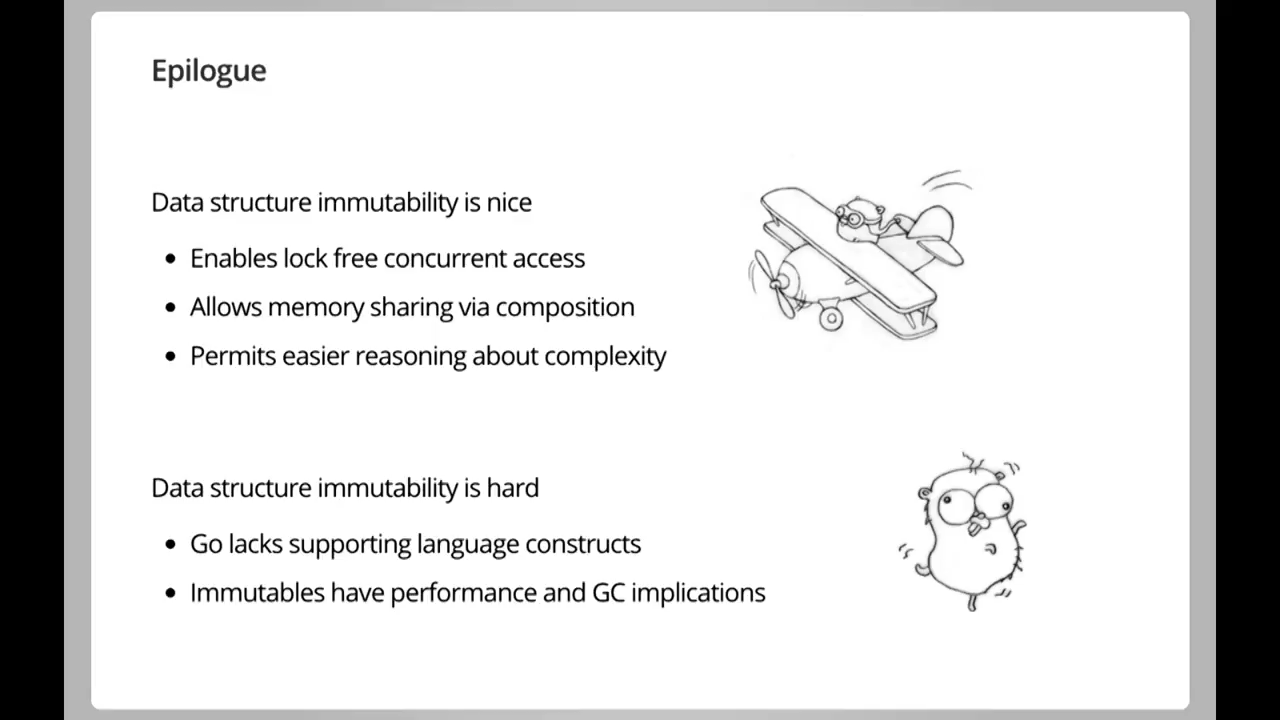 Epilogue
Data structure immutability is nice
• Enables lock free concurrent access
• Allows memory sharing via composition
• Permits easier reasoning about complexity
Data structure immutability is hard
• Go lacks supporting language constructs
• Immutables have performance and GC implications